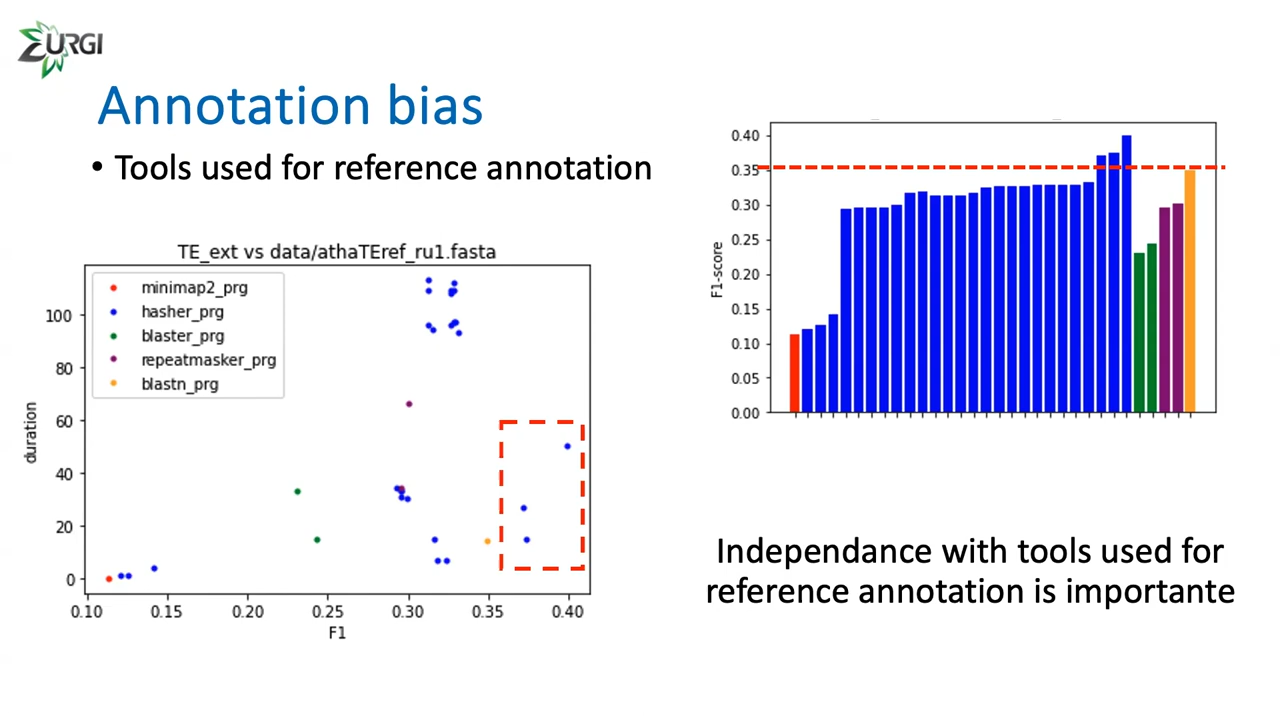 URGI
Annotation bias
• Tools used for reference annotation
TE_ext vs data/athaTEref_ru1.fasta
minimap2_prg
hasher_prg
blaster_prg
repeatmasker_prg
blastn_prg
duration
100
80
60
40
20
0
0.10 0.15 0.20 0.25 0.30 0.35 0.40
F1
F1-score
0.40
0.35
0.30
0.25
0.20
0.15
0.10
0.05
0.00
Independance with tools used for
reference annotation is importante